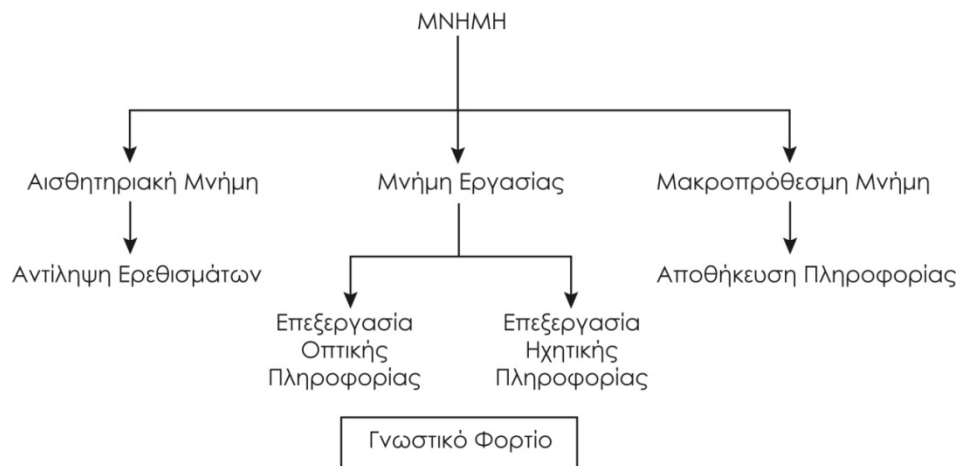 ΜΝΗΜΗ
Αισθητηριακή Μνήμη
Μνήμη Εργασίας
Μακροπρόθεσμη Μνήμη
Αντίληψη Ερεθισμάτων
Αποθήκευση Πληροφορίας
Επεξεργασία
Οπτικής
Πληροφορίας
Επεξεργασία
Ηχητικής
Πληροφορίας
Γνωστικό Φορτίο